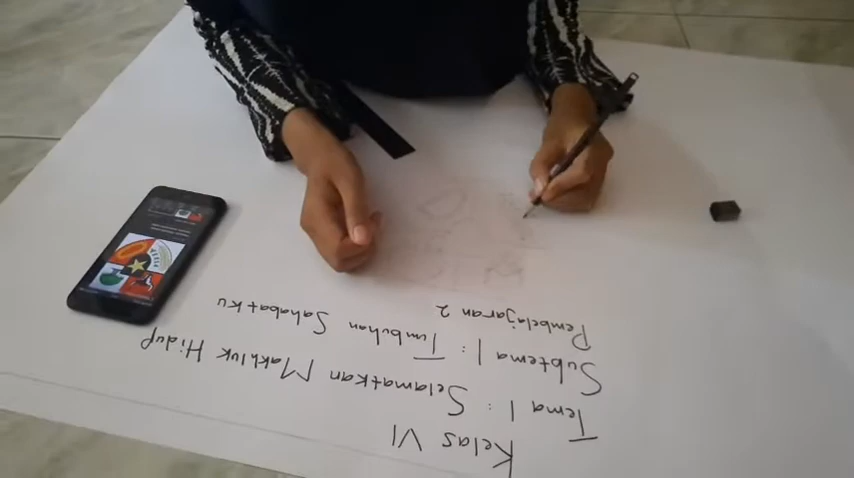 Kelas VI
Tema 1 : Selamatkan Makhluk Hidup
Subtema 1 : Tumbuhan Sahabatku
Pembelajaran 2